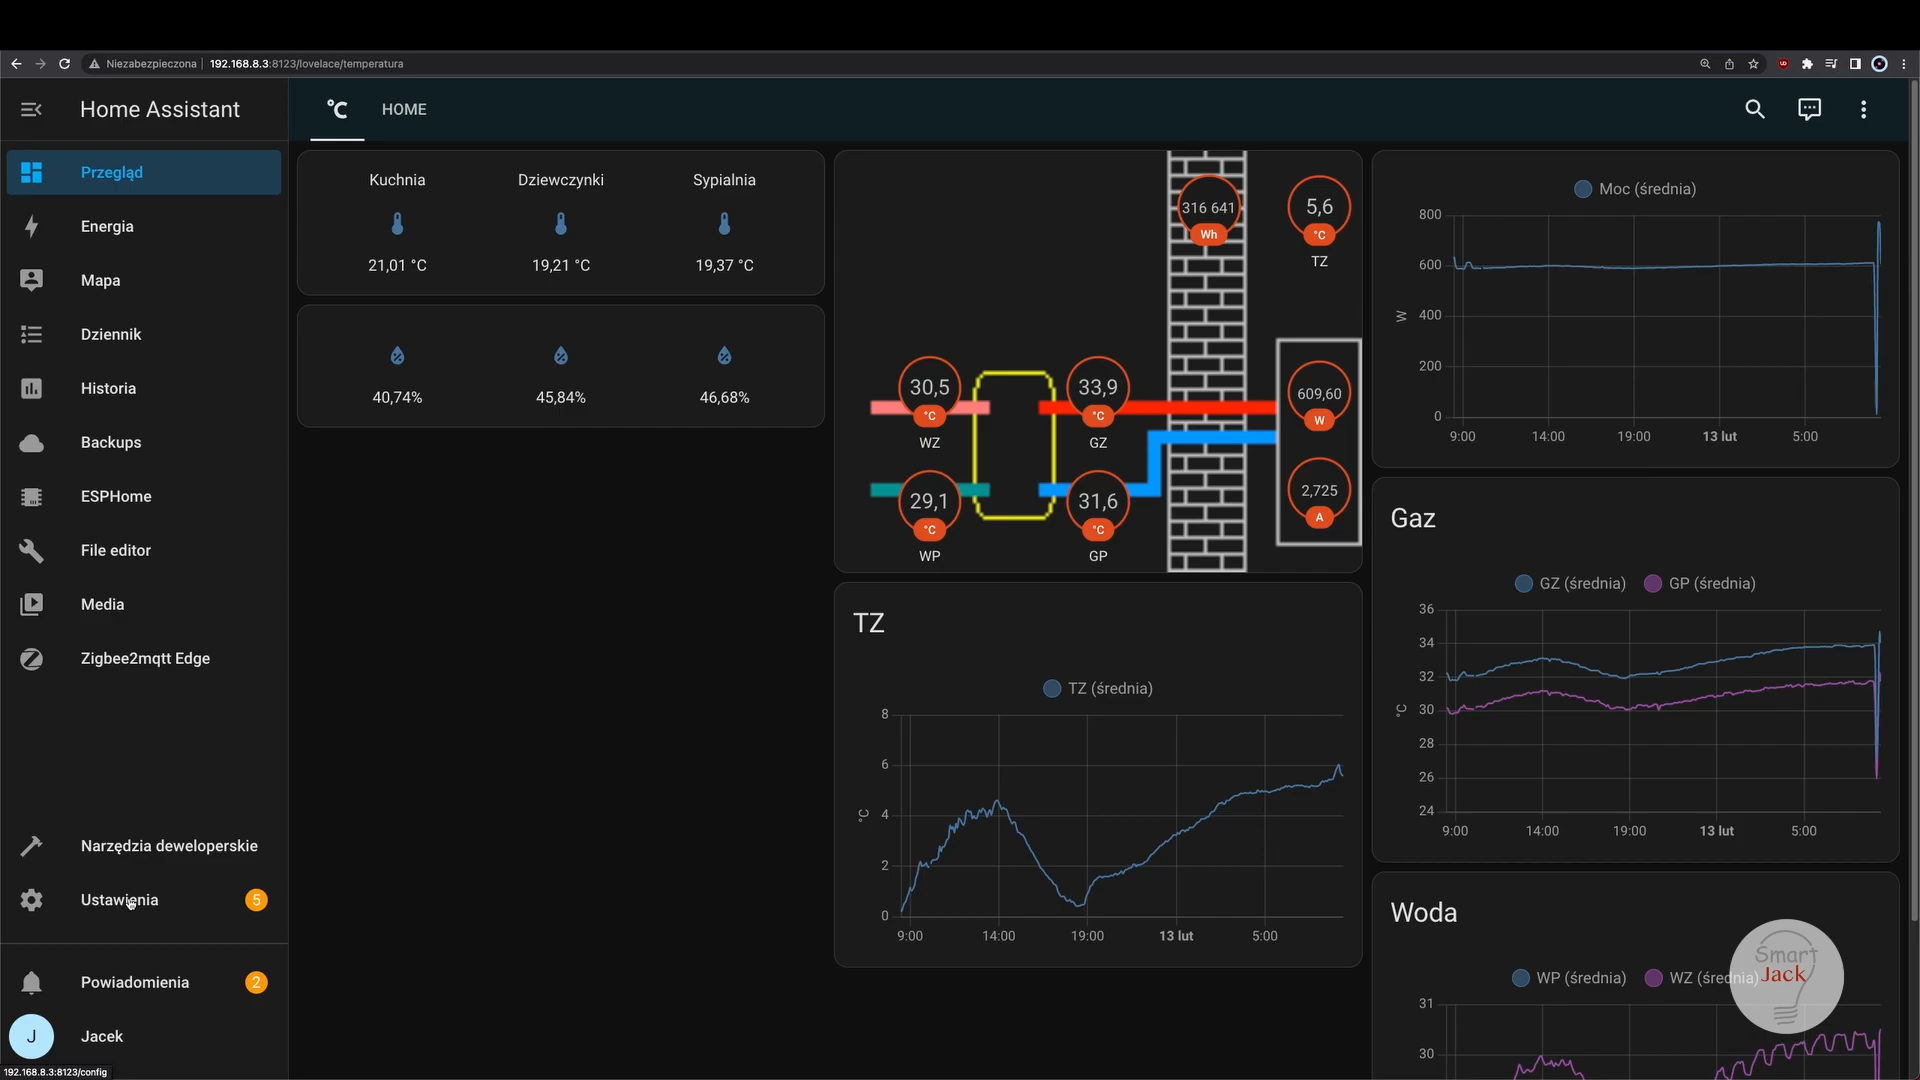 Niezabezpieczona
192.168.8.3:8123/lovelace/temperatura
Home Assistant
°C
HOME
Przegląd
Energia
Mapa
Dziennik
Historia
Backups
ESPHome
File editor
Media
Zigbee2mqtt Edge
Narzędzia deweloperskie
Ustawienia
5
Powiadomienia
2
J
Jacek
192.168.8.3:8123/config
Kuchnia
Dziewczynki
Sypialnia
21,01 °C
19,21 °C
19,37 °C
40,74%
45,84%
46,68%
316 641
Wh
5,6
°C
TZ
30,5
°C
WZ
33,9
°C
GZ
609,60
W
29,1
°C
WP
31,6
°C
GP
2,725
A
TZ
TZ (średnia)
°C
8
6
4
2
0
9:00
14:00
19:00
13 lut
5:00
Moc (średnia)
W
800
600
400
200
0
9:00
14:00
19:00
13 lut
5:00
Gaz
GZ (średnia)
GP (średnia)
°C
36
34
32
30
28
26
24
9:00
14:00
19:00
13 lut
5:00
Woda
WP (średnia)
WZ (średnia)
31
30
Smart
Jack